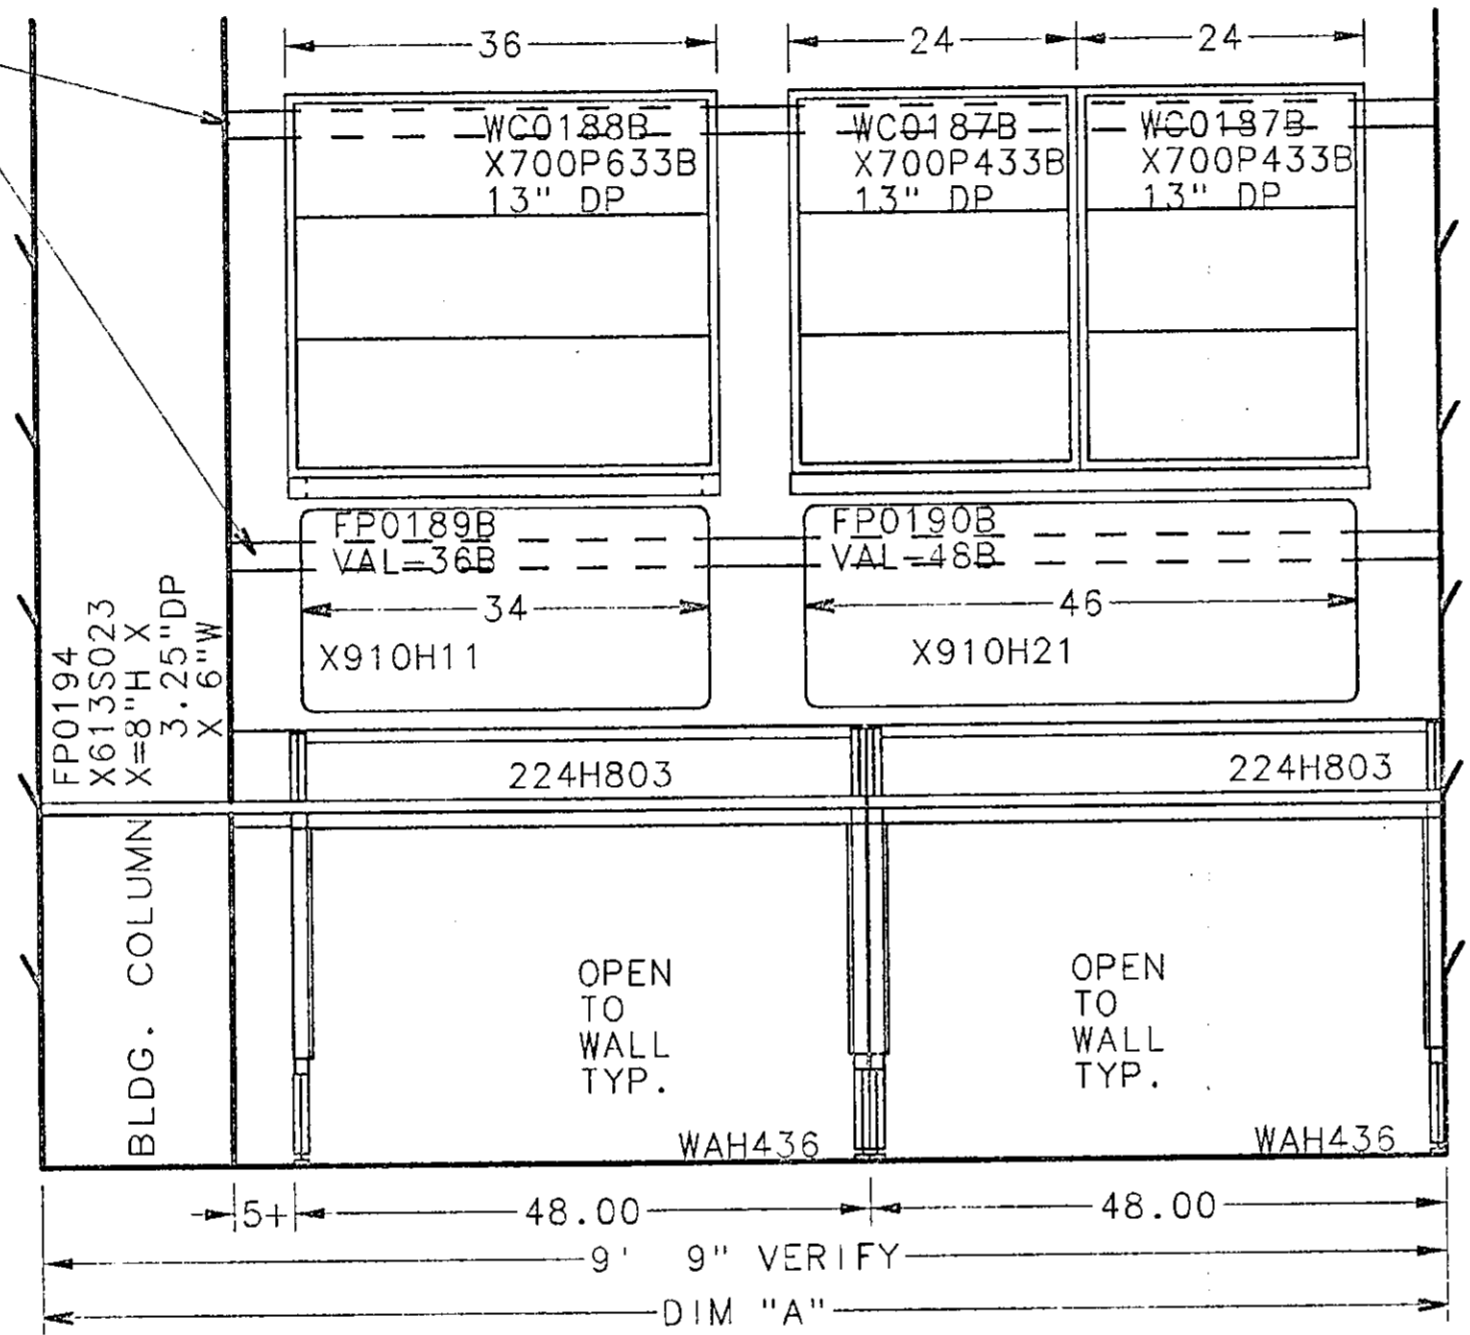 36
24
24
WC0188B
X700P633B
13" DP
WC0187B
X700P433B
13" DP
WC0187B
X700P433B
13" DP
FP0189B
VAL-36B
34
X910H11
FP0190B
VAL-48B
46
X910H21
FP0194
X613S023
X=8"H X
3.25"DP
X 6"W
224H803
224H803
BLDG. COLUMN
OPEN
TO
WALL
TYP.
OPEN
TO
WALL
TYP.
WAH436
WAH436
5+
48.00
48.00
9' 9" VERIFY
DIM "A"